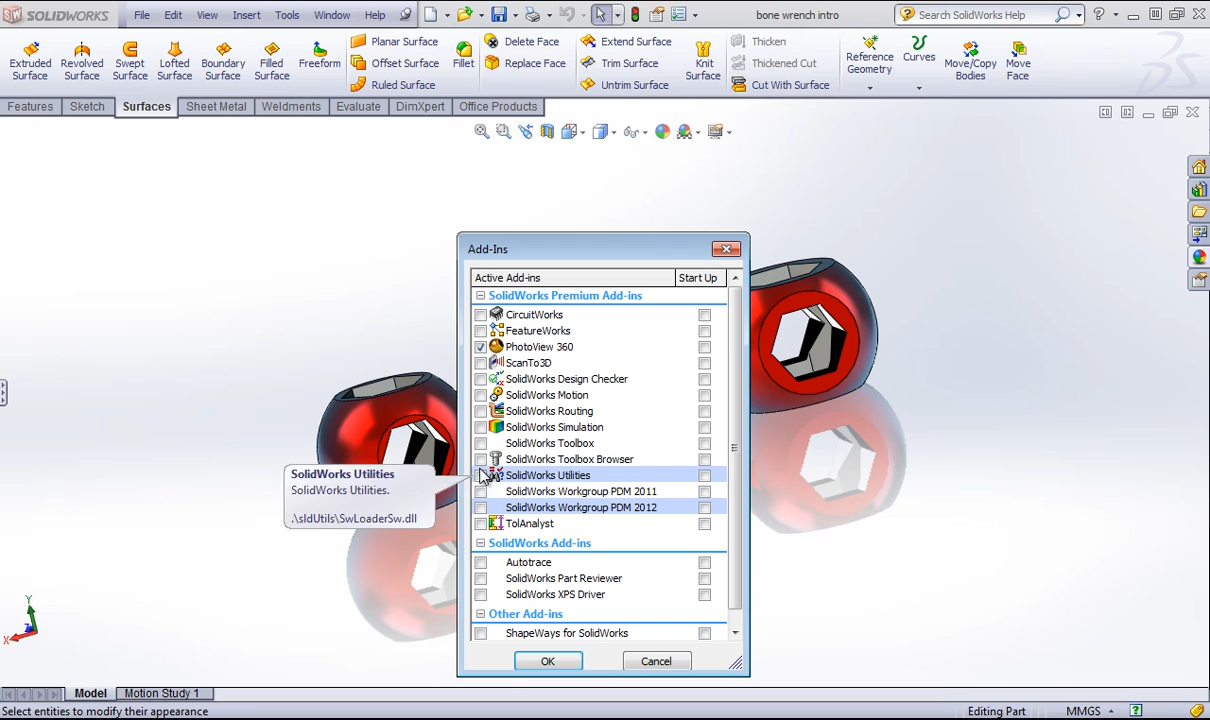 SOLIDWORKS File Edit View Insert Tools Window Help bone wrench intro Search SolidWorks Help
Extruded Surface
Revolved Surface
Swept Surface
Lofted Surface
Boundary Surface
Filled Surface
Freeform
Planar Surface
Offset Surface
Ruled Surface
Fillet
Delete Face
Replace Face
Extend Surface
Trim Surface
Untrim Surface
Knit Surface
Thicken
Thickened Cut
Cut With Surface
Reference Geometry
Curves
Move/Copy Bodies
Move Face
Features Sketch Surfaces Sheet Metal Weldments Evaluate DimXpert Office Products
Add-Ins
Active Add-ins Start Up
SolidWorks Premium Add-ins
CircuitWorks
FeatureWorks
PhotoView 360
ScanTo3D
SolidWorks Design Checker
SolidWorks Motion
SolidWorks Routing
SolidWorks Simulation
SolidWorks Toolbox
SolidWorks Toolbox Browser
SolidWorks Utilities
SolidWorks Workgroup PDM 2011
SolidWorks Workgroup PDM 2012
TolAnalyst
SolidWorks Add-ins
Autotrace
SolidWorks Part Reviewer
SolidWorks XPS Driver
Other Add-ins
ShapeWays for SolidWorks
OK Cancel
SolidWorks Utilities
SolidWorks Utilities.
.\sldUtils\SwLoaderSw.dll
Y
X
Z
Model Motion Study 1
Select entities to modify their appearance Editing Part MMGS